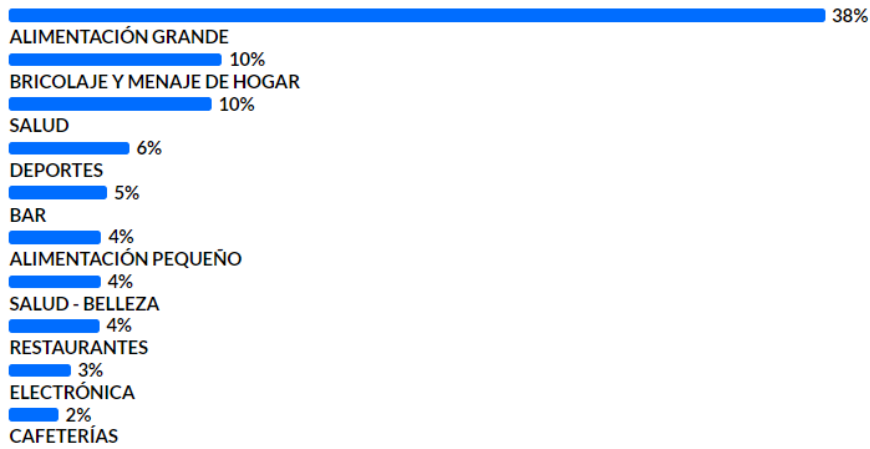 38%
ALIMENTACIÓN GRANDE
10%
BRICOLAJE Y MENAJE DE HOGAR
10%
SALUD
6%
DEPORTES
5%
BAR
4%
ALIMENTACIÓN PEQUEÑO
4%
SALUD - BELLEZA
4%
RESTAURANTES
3%
ELECTRÓNICA
2%
CAFETERÍAS